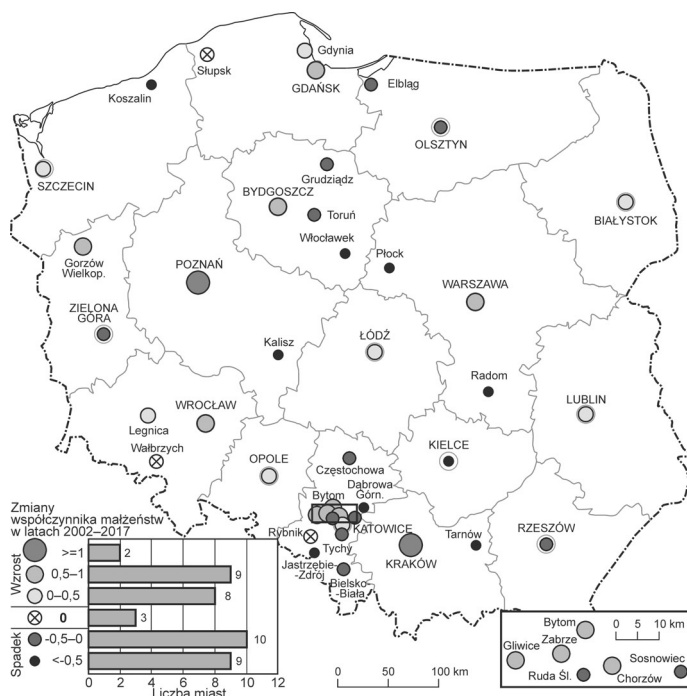 Słupsk
Gdynia
Koszalin
GDAŃSK
Elbląg
OLSZTYN
SZCZECIN
Grudziądz
BYDGOSZCZ
Toruń
BIAŁYSTOK
Włocławek
Płock
Gorzów
Wielkop.
POZNAŃ
WARSZAWA
ZIELONA
GÓRA
Kalisz
ŁÓDŹ
Radom
LUBLIN
Legnica
WROCŁAW
Wałbrzych
OPOLE
Częstochowa
KIELCE
Dąbrowa
Górn.
Bytom
KATOWICE
Rybnik
Tychy
Jastrzębie-
-Zdrój
Bielsko-
-Biała
KRAKÓW
Tarnów
RZESZÓW
Zmiany
współczynnika małżeństw
w latach 2002–2017
Wzrost
>=1
2
0,5–1
9
0–0,5
8
0
3
Spadek
-0,5–0
10
<-0,5
9
0 2 4 6 8 10 12
Liczba miast
0 50 100 km
Bytom
0 10 km
Gliwice
Zabrze
Sosnowiec
Ruda Śl.
Chorzów